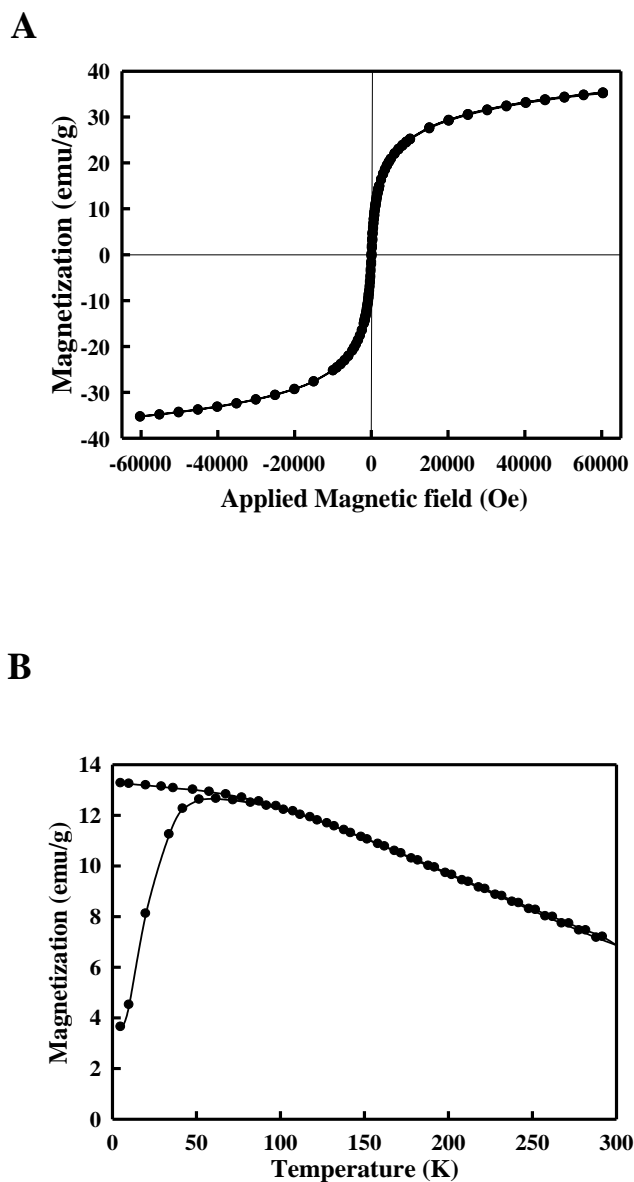 A
Magnetization (emu/g)
40
30
20
10
0
-10
-20
-30
-40
-60000 -40000 -20000 0 20000 40000 60000
Applied Magnetic field (Oe)
B
Magnetization (emu/g)
14
12
10
8
6
4
2
0
0 50 100 150 200 250 300
Temperature (K)